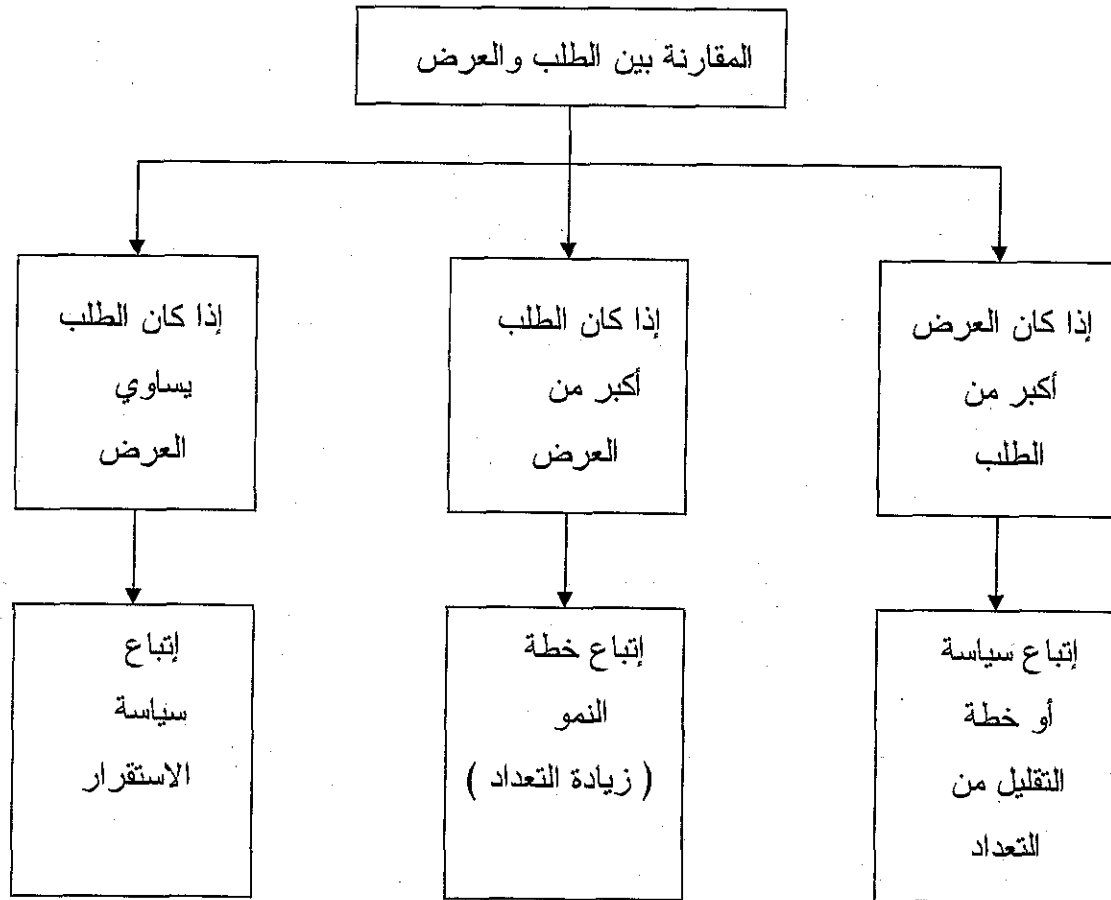 المقارنة بين الطلب والعرض
إذا كان العرض
أكبر من
الطلب
إذا كان الطلب
أكبر من
العرض
إذا كان الطلب
يساوي
العرض
إتباع سياسة
أو خطة
التقليل من
التعداد
إتباع خطة
النمو
( زيادة التعداد )
إتباع
سياسة
الاستقرار